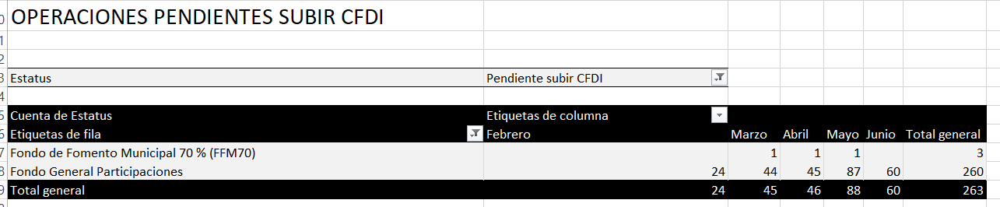 OPERACIONES PENDIENTES SUBIR CFDI
Estatus Pendiente subir CFDI
Cuenta de Estatus Etiquetas de columna
Etiquetas de fila Febrero Marzo Abril Mayo Junio Total general
Fondo de Fomento Municipal 70 % (FFM70) 1 1 1 3
Fondo General Participaciones 24 44 45 87 60 260
Total general 24 45 46 88 60 263